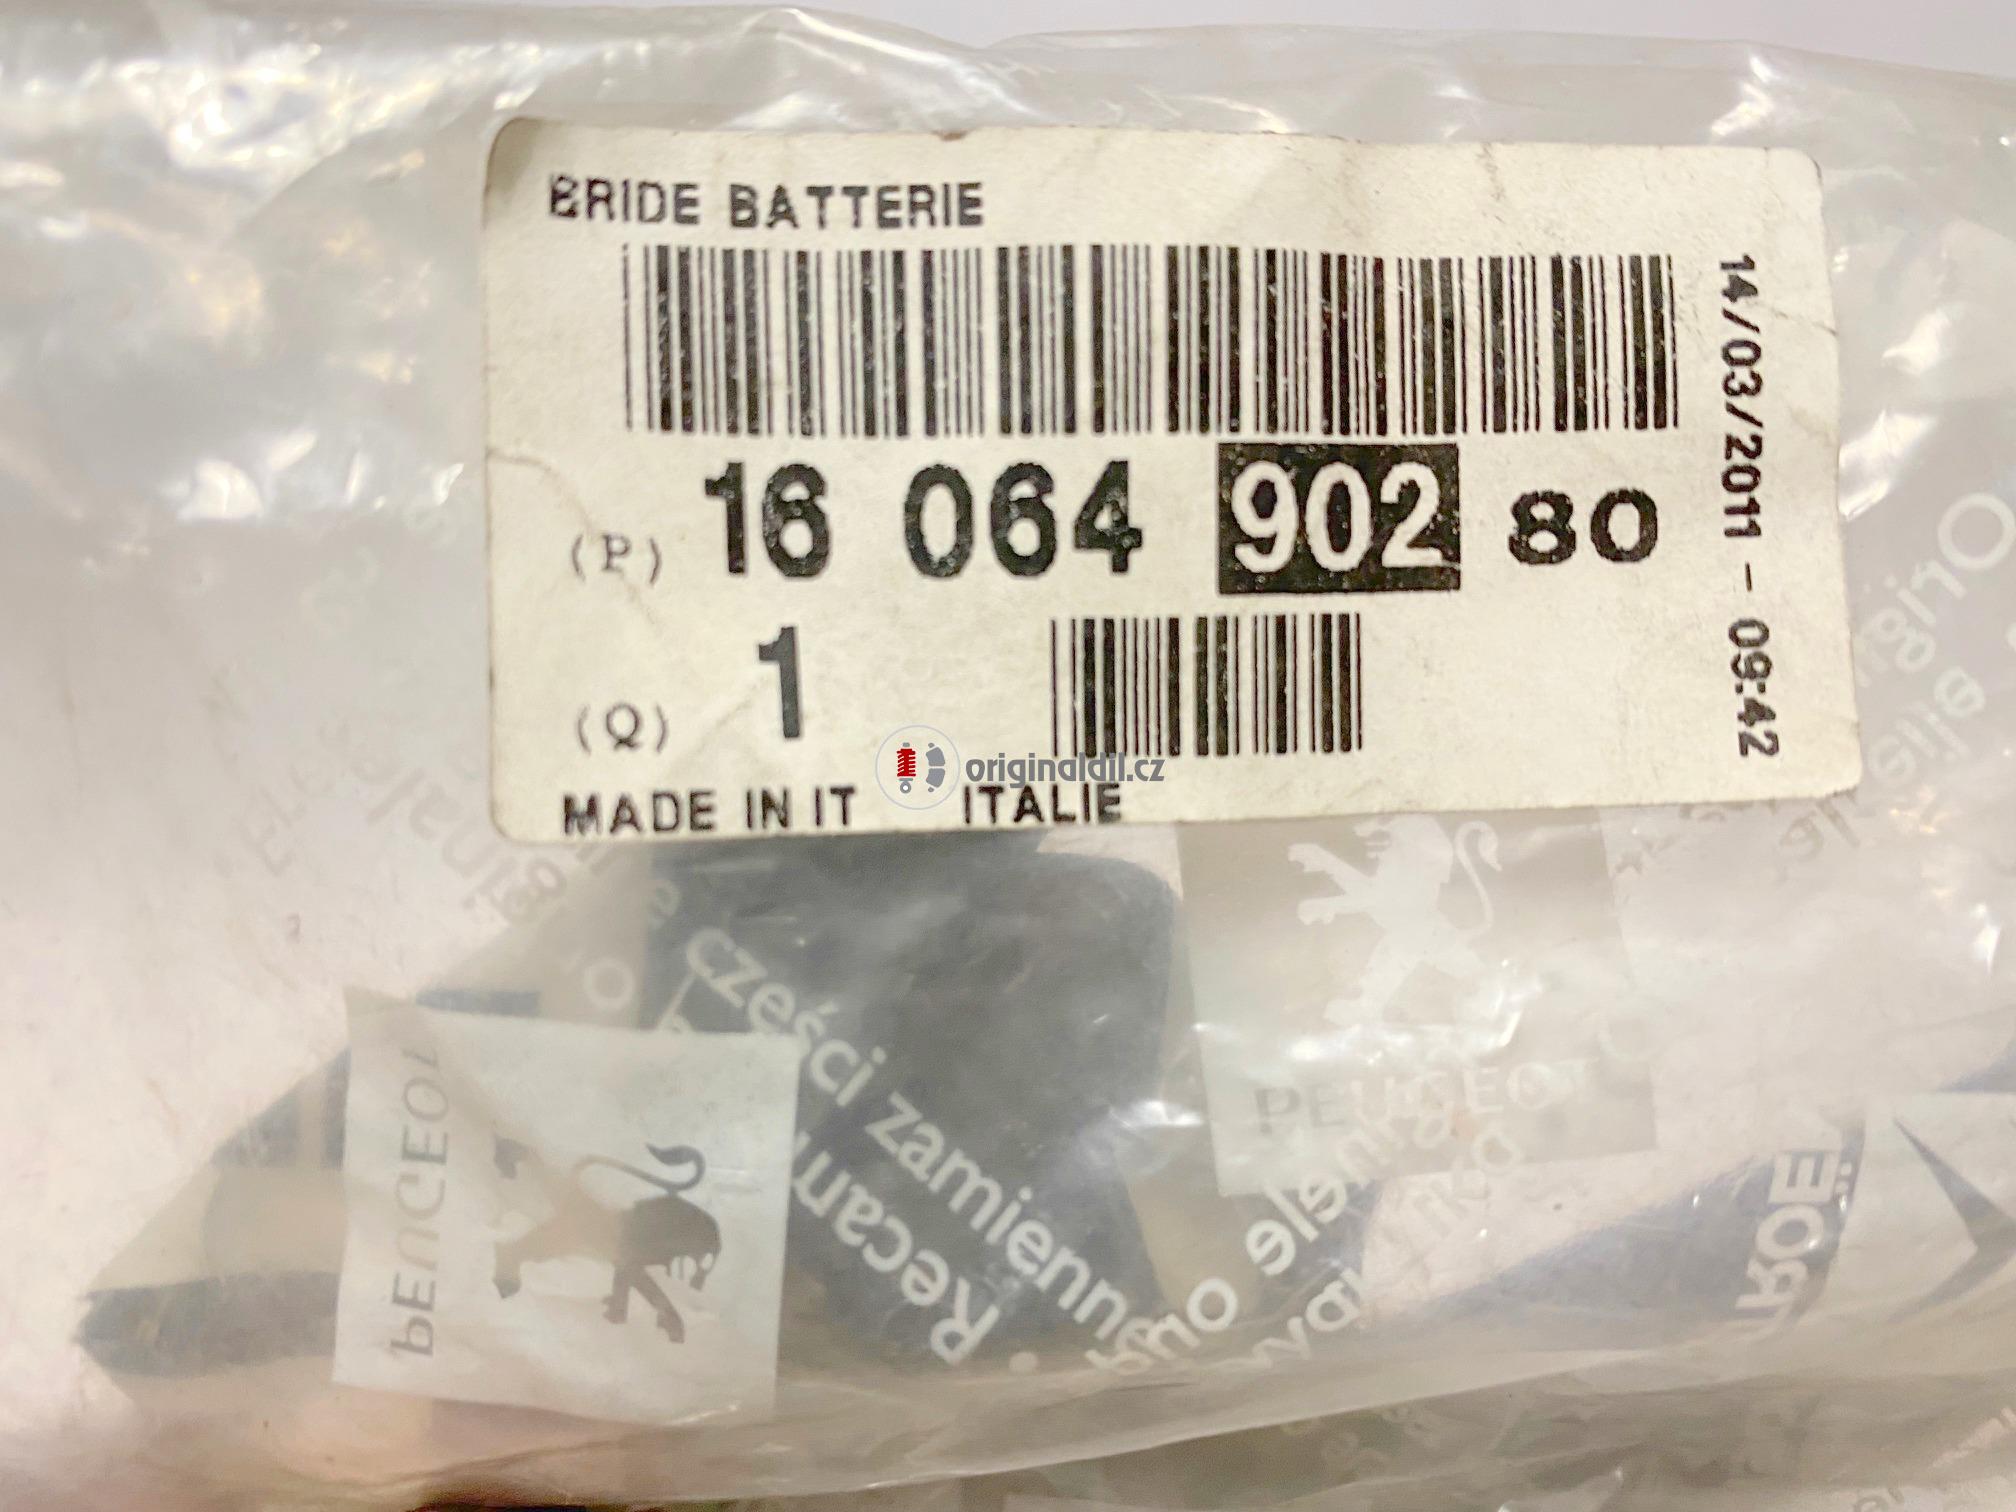 BRIDE BATTERIE
(P) 16 064 902 80
(Q) 1
MADE IN IT ITALIE
14/03/2011 - 09:42
originaldil.cz
części zamienne
PEUGEOT
PEUGEOT